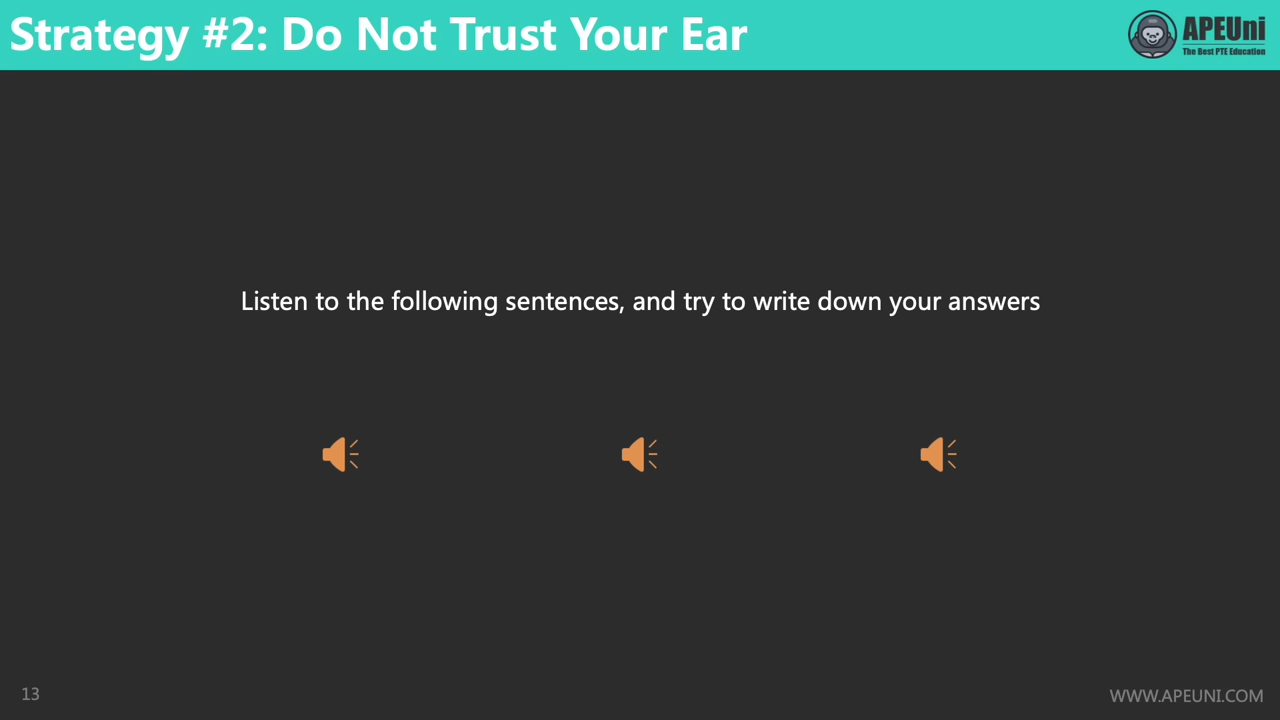 Strategy #2: Do Not Trust Your Ear
APEUni
The Best PTE Education
Listen to the following sentences, and try to write down your answers
13
WWW.APEUNI.COM